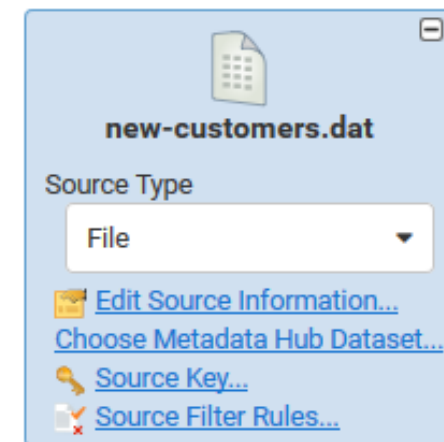 new-customers.dat
Source Type
File
Edit Source Information...
Choose Metadata Hub Dataset...
Source Key...
Source Filter Rules...